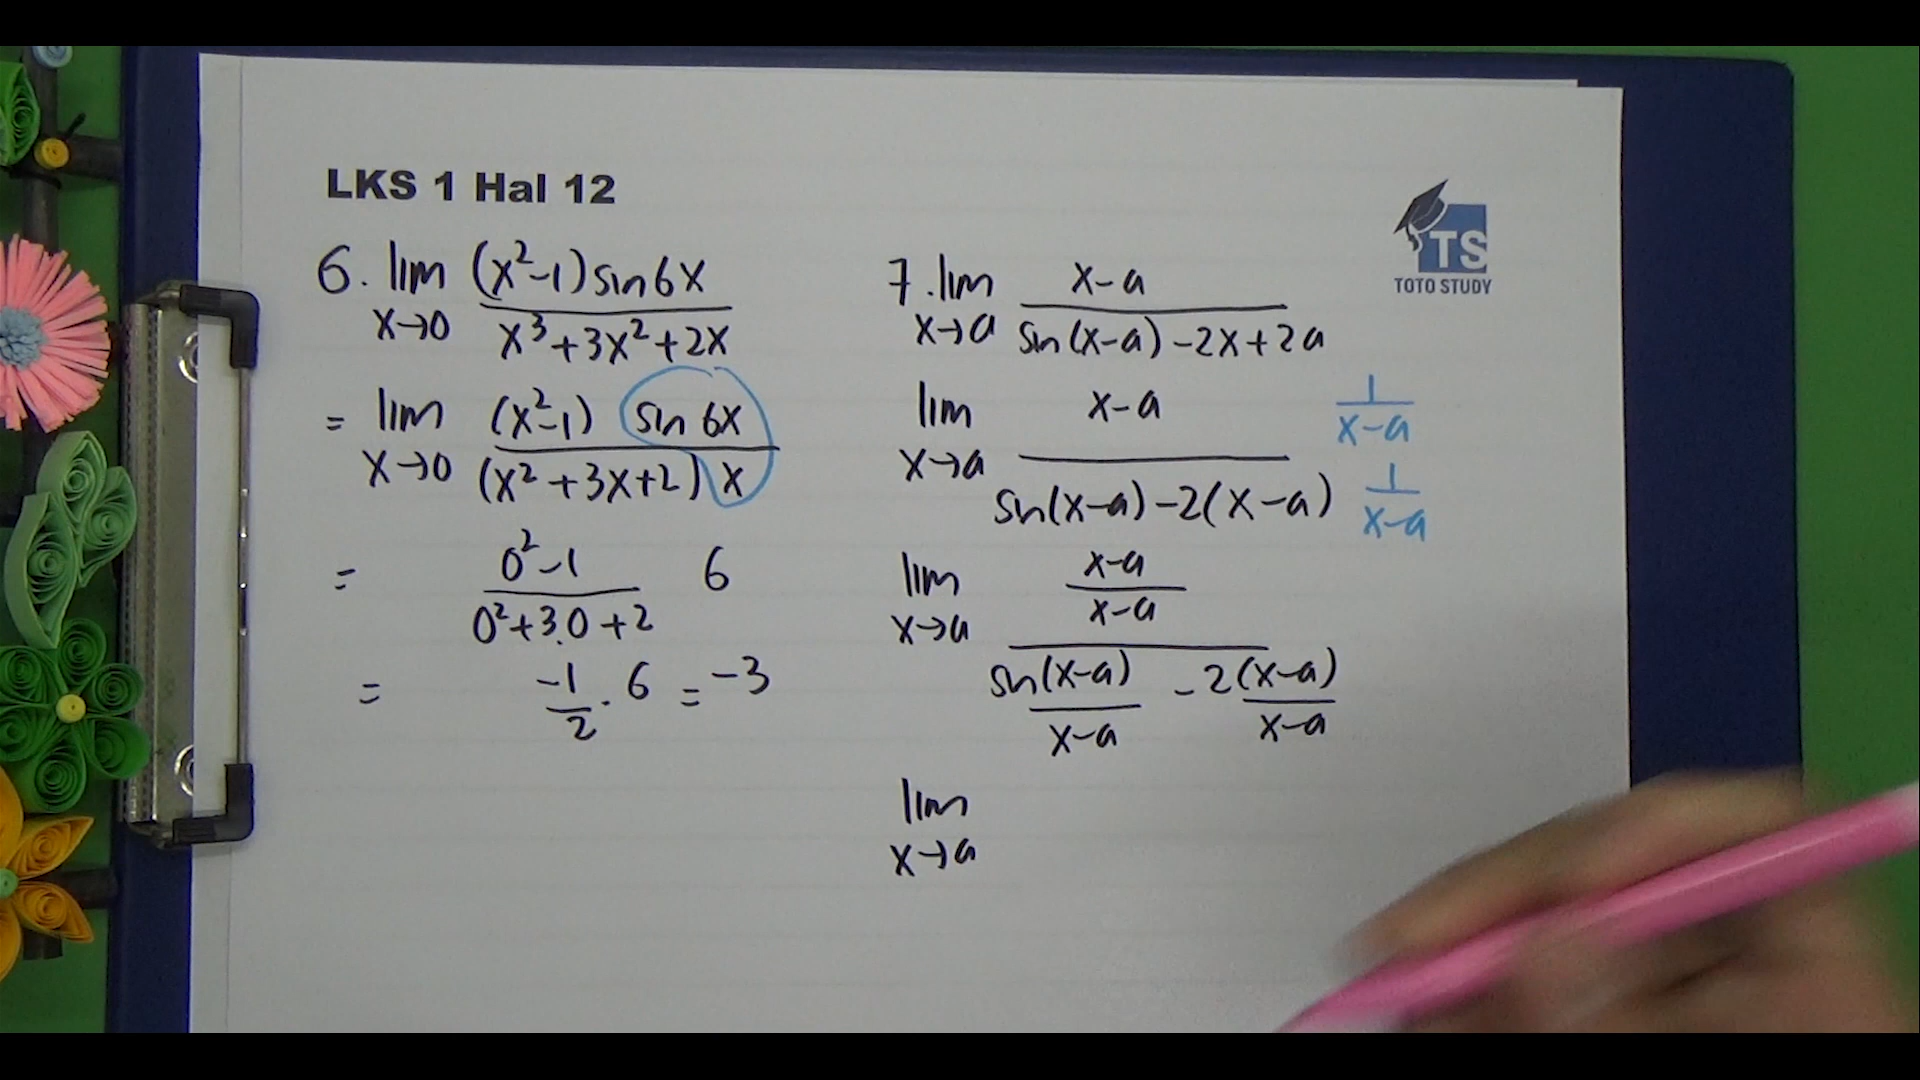 LKS 1 Hal 12
TS
TOTO STUDY
6. lim (x²-1) sin 6x
x→0 x³+3x²+2x
= lim (x²-1) sin 6x
x→0 (x²+3x+2) x
= 0²-1 6
0²+3.0+2
= -1/2 . 6 = -3
7. lim x-a
x→a sin(x-a)-2x+2a
lim x-a 1/x-a
x→a sin(x-a)-2(x-a) 1/x-a
lim x-a/x-a
x→a sin(x-a)/x-a - 2(x-a)/x-a
lim
x→a